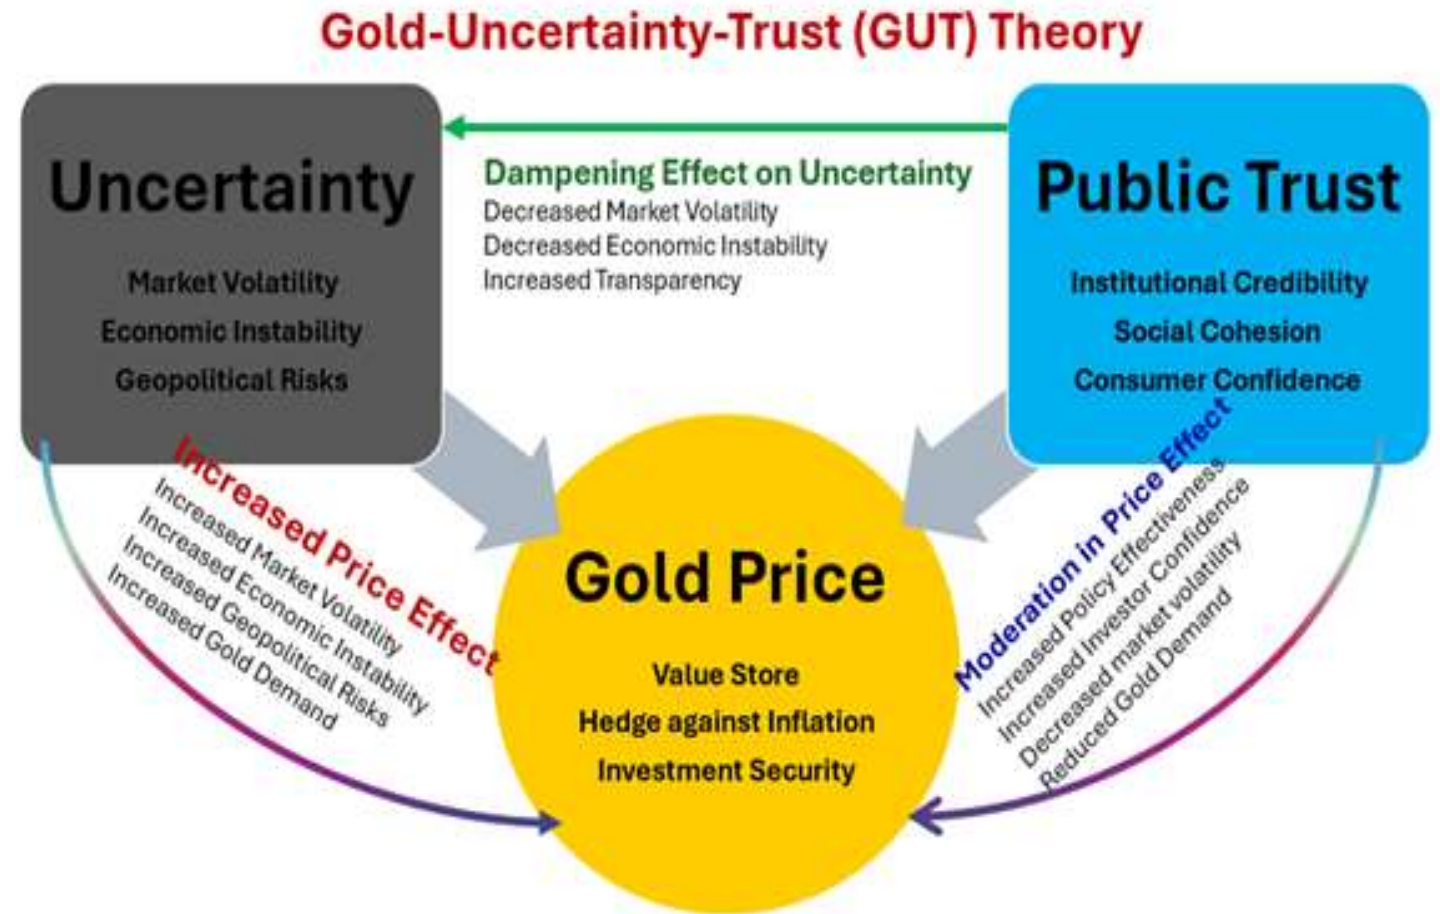 Gold-Uncertainty-Trust (GUT) Theory
Uncertainty
Market Volatility
Economic Instability
Geopolitical Risks
Dampening Effect on Uncertainty
Decreased Market Volatility
Decreased Economic Instability
Increased Transparency
Public Trust
Institutional Credibility
Social Cohesion
Consumer Confidence
Increased Price Effect
Increased Market Volatility
Increased Economic Instability
Increased Geopolitical Risks
Increased Gold Demand
Gold Price
Value Store
Hedge against Inflation
Investment Security
Moderation in Price Effect
Increased Policy Effectiveness
Increased Investor Confidence
Decreased market volatility
Reduced Gold Demand